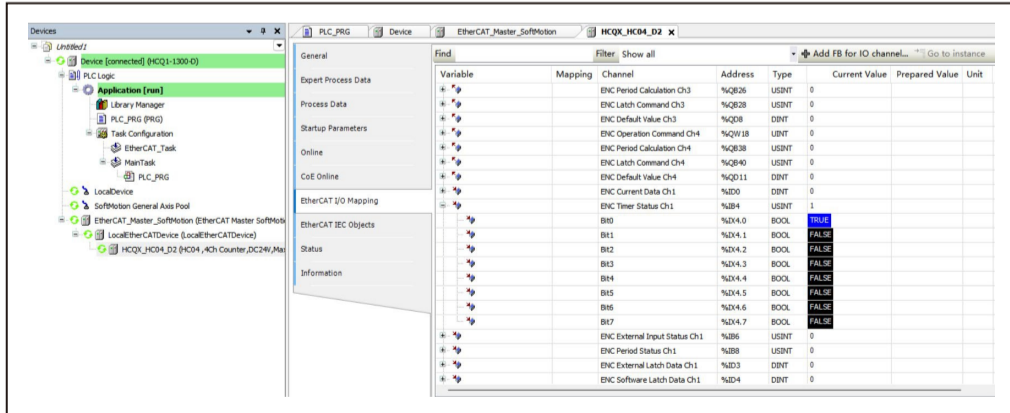 Devices
Untitled1
Device [connected] (HCQ1-1300-D)
PLC Logic
Application [run]
Library Manager
PLC_PRG (PRG)
Task Configuration
EtherCAT_Task
MainTask
PLC_PRG
LocalDevice
SoftMotion General Axis Pool
EtherCAT_Master_SoftMotion (EtherCAT Master SoftMoti
LocalEtherCATDevice (LocalEtherCATDevice)
HCQX_HC04_D2 (HC04 ,4Ch Counter,DC24V,Max
PLC_PRG Device EtherCAT_Master_SoftMotion HCQX_HC04_D2 x
General
Expert Process Data
Process Data
Startup Parameters
Online
CoE Online
EtherCAT I/O Mapping
EtherCAT IEC Objects
Status
Information
Find Filter Show all Add FB for IO channel... Go to instance
Variable Mapping Channel Address Type Current Value Prepared Value Unit
ENC Period Calculation Ch3 %QB26 USINT 0
ENC Latch Command Ch3 %QB28 USINT 0
ENC Default Value Ch3 %QD8 DINT 0
ENC Operation Command Ch4 %QW18 UINT 0
ENC Period Calculation Ch4 %QB38 USINT 0
ENC Latch Command Ch4 %QB40 USINT 0
ENC Default Value Ch4 %QD11 DINT 0
ENC Current Data Ch1 %ID0 DINT 0
ENC Timer Status Ch1 %IB4 USINT 1
Bit0 %IX4.0 BOOL TRUE
Bit1 %IX4.1 BOOL FALSE
Bit2 %IX4.2 BOOL FALSE
Bit3 %IX4.3 BOOL FALSE
Bit4 %IX4.4 BOOL FALSE
Bit5 %IX4.5 BOOL FALSE
Bit6 %IX4.6 BOOL FALSE
Bit7 %IX4.7 BOOL FALSE
ENC External Input Status Ch1 %IB6 USINT 0
ENC Period Status Ch1 %IB8 USINT 0
ENC External Latch Data Ch1 %ID3 DINT 0
ENC Software Latch Data Ch1 %ID4 DINT 0